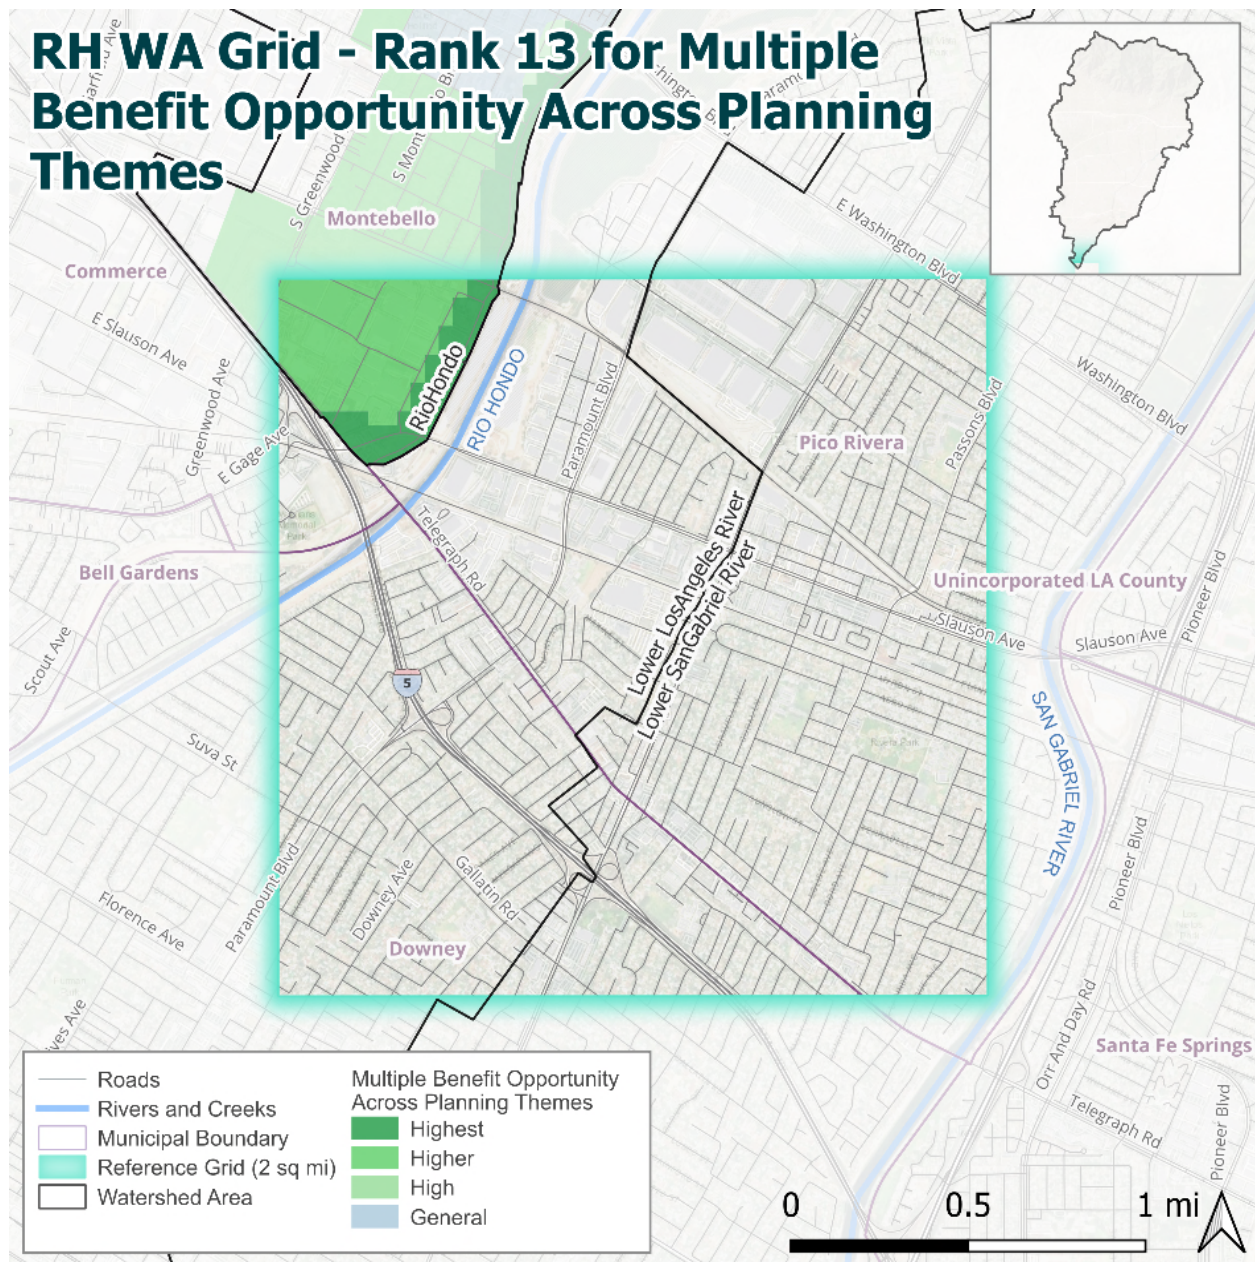 RH WA Grid - Rank 13 for Multiple
Benefit Opportunity Across Planning
Themes
S Greenwood
Montebello
Commerce
E Washington Blvd
E Slauson Ave
Greenwood Ave
E Gage Ave
RioHondo
RIO HONDO
Paramount Blvd
Washington Blvd
Passons Blvd
Pico Rivera
Telegraph Rd
Lower LosAngeles River
Lower SanGabriel River
Bell Gardens
Unincorporated LA County
Slauson Ave
Slauson Ave
Pioneer Blvd
Scout Ave
5
Suva St
SAN GABRIEL RIVER
Rivera Park
Pioneer Blvd
Paramount Blvd
Downey Ave
Gallatin Rd
Florence Ave
Downey
Orr And Day Rd
Santa Fe Springs
Telegraph Rd
Pioneer Blvd
Roads
Rivers and Creeks
Municipal Boundary
Reference Grid (2 sq mi)
Watershed Area
Multiple Benefit Opportunity
Across Planning Themes
Highest
Higher
High
General
0 0.5 1 mi